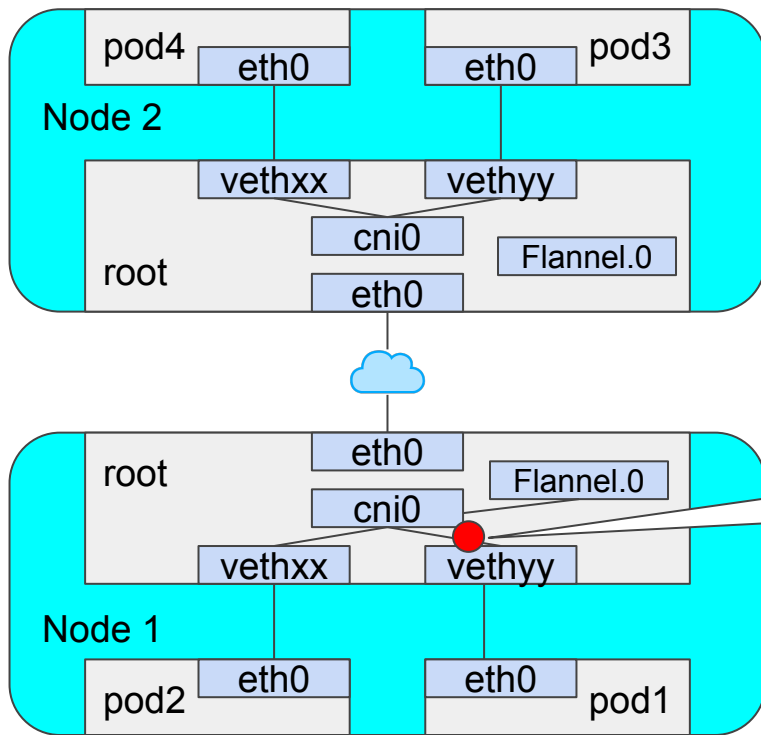 pod4
eth0
eth0
pod3
Node 2
vethxx
vethyy
cni0
Flannel.0
root
eth0
eth0
root
Flannel.0
cni0
vethxx
vethyy
Node 1
eth0
eth0
pod2
pod1